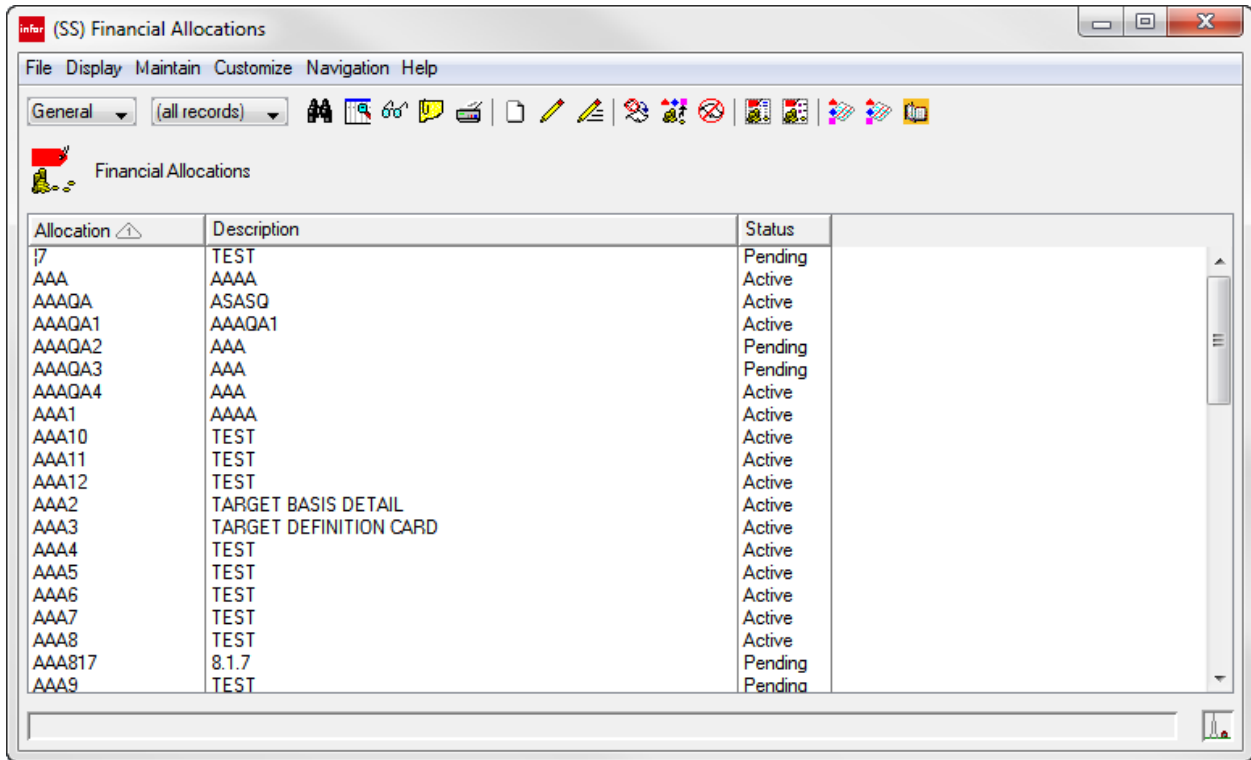 infor (SS) Financial Allocations
File Display Maintain Customize Navigation Help
General (all records)
Financial Allocations
Allocation 1 Description Status
¦7 TEST Pending
AAA AAAA Active
AAAQA ASASQ Active
AAAQA1 AAAQA1 Active
AAAQA2 AAA Pending
AAAQA3 AAA Pending
AAAQA4 AAA Active
AAA1 AAAA Active
AAA10 TEST Active
AAA11 TEST Active
AAA12 TEST Active
AAA2 TARGET BASIS DETAIL Active
AAA3 TARGET DEFINITION CARD Active
AAA4 TEST Active
AAA5 TEST Active
AAA6 TEST Active
AAA7 TEST Active
AAA8 TEST Active
AAA817 8.1.7 Pending
AAA9 TEST Pending